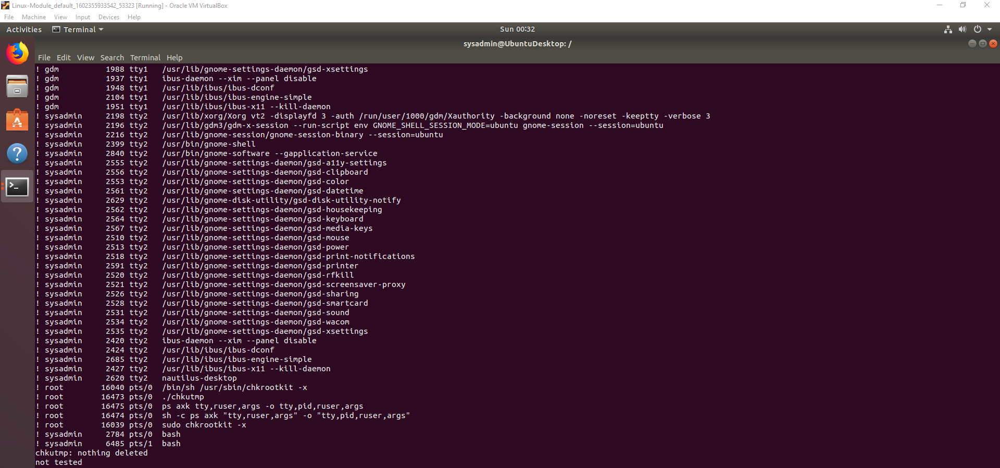 Linux-Module_default_1602355933542_53323 [Running] - Oracle VM VirtualBox
File Machine View Input Devices Help
Activities Terminal Sun 00:32
sysadmin@UbuntuDesktop: /
File Edit View Search Terminal Help
! gdm 1988 tty1 /usr/lib/gnome-settings-daemon/gsd-xsettings
! gdm 1937 tty1 ibus-daemon --xim --panel disable
! gdm 1948 tty1 /usr/lib/ibus/ibus-dconf
! gdm 2104 tty1 /usr/lib/ibus/ibus-engine-simple
! gdm 1951 tty1 /usr/lib/ibus/ibus-x11 --kill-daemon
! sysadmin 2198 tty2 /usr/lib/xorg/Xorg vt2 -displayfd 3 -auth /run/user/1000/gdm/Xauthority -background none -noreset -keeptty -verbose 3
! sysadmin 2196 tty2 /usr/lib/gdm3/gdm-x-session --run-script env GNOME_SHELL_SESSION_MODE=ubuntu gnome-session --session=ubuntu
! sysadmin 2216 tty2 /usr/lib/gnome-session/gnome-session-binary --session=ubuntu
! sysadmin 2399 tty2 /usr/bin/gnome-shell
! sysadmin 2840 tty2 /usr/bin/gnome-software --gapplication-service
! sysadmin 2555 tty2 /usr/lib/gnome-settings-daemon/gsd-a11y-settings
! sysadmin 2556 tty2 /usr/lib/gnome-settings-daemon/gsd-clipboard
! sysadmin 2553 tty2 /usr/lib/gnome-settings-daemon/gsd-color
! sysadmin 2561 tty2 /usr/lib/gnome-settings-daemon/gsd-datetime
! sysadmin 2629 tty2 /usr/lib/gnome-disk-utility/gsd-disk-utility-notify
! sysadmin 2562 tty2 /usr/lib/gnome-settings-daemon/gsd-housekeeping
! sysadmin 2564 tty2 /usr/lib/gnome-settings-daemon/gsd-keyboard
! sysadmin 2567 tty2 /usr/lib/gnome-settings-daemon/gsd-media-keys
! sysadmin 2510 tty2 /usr/lib/gnome-settings-daemon/gsd-mouse
! sysadmin 2513 tty2 /usr/lib/gnome-settings-daemon/gsd-power
! sysadmin 2518 tty2 /usr/lib/gnome-settings-daemon/gsd-print-notifications
! sysadmin 2591 tty2 /usr/lib/gnome-settings-daemon/gsd-printer
! sysadmin 2520 tty2 /usr/lib/gnome-settings-daemon/gsd-rfkill
! sysadmin 2521 tty2 /usr/lib/gnome-settings-daemon/gsd-screensaver-proxy
! sysadmin 2526 tty2 /usr/lib/gnome-settings-daemon/gsd-sharing
! sysadmin 2528 tty2 /usr/lib/gnome-settings-daemon/gsd-smartcard
! sysadmin 2531 tty2 /usr/lib/gnome-settings-daemon/gsd-sound
! sysadmin 2534 tty2 /usr/lib/gnome-settings-daemon/gsd-wacom
! sysadmin 2535 tty2 /usr/lib/gnome-settings-daemon/gsd-xsettings
! sysadmin 2420 tty2 ibus-daemon --xim --panel disable
! sysadmin 2424 tty2 /usr/lib/ibus/ibus-dconf
! sysadmin 2685 tty2 /usr/lib/ibus/ibus-engine-simple
! sysadmin 2427 tty2 /usr/lib/ibus/ibus-x11 --kill-daemon
! sysadmin 2620 tty2 nautilus-desktop
! root 16040 pts/0 /bin/sh /usr/sbin/chkrootkit -x
! root 16473 pts/0 ./chkutmp
! root 16475 pts/0 ps axk tty,ruser,args -o tty,pid,ruser,args
! root 16474 pts/0 sh -c ps axk "tty,ruser,args" -o "tty,pid,ruser,args"
! root 16039 pts/0 sudo chkrootkit -x
! sysadmin 2784 pts/0 bash
! sysadmin 6485 pts/1 bash
chkutmp: nothing deleted
not tested